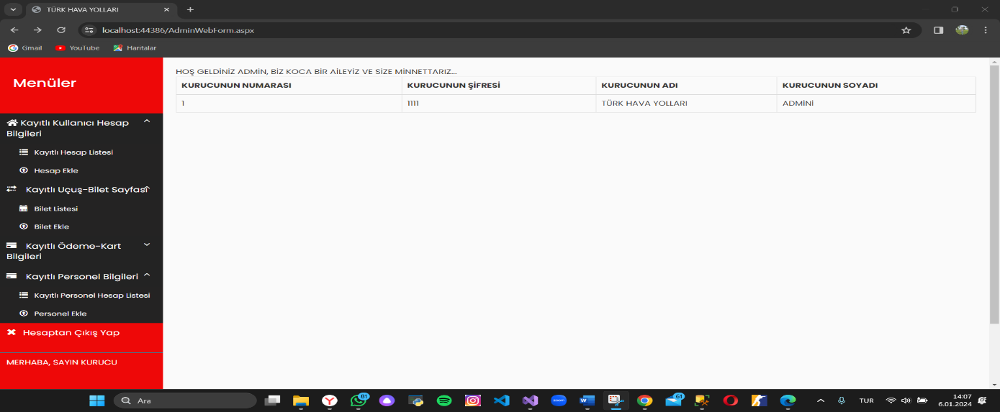 TÜRK HAVA YOLLARI
localhost:44386/AdminWebForm.aspx
Gmail YouTube Haritalar
Menüler
Kayıtlı Kullanıcı Hesap
Bilgileri
Kayıtlı Hesap Listesi
Hesap Ekle
Kayıtlı Uçuş-Bilet Sayfası
Bilet Listesi
Bilet Ekle
Kayıtlı Ödeme-Kart
Bilgileri
Kayıtlı Personel Bilgileri
Kayıtlı Personel Hesap Listesi
Personel Ekle
Hesaptan Çıkış Yap
MERHABA, SAYIN KURUCU
HOŞ GELDİNİZ ADMİN, BİZ KOCA BİR AİLEYİZ VE SİZE MİNNETTARIZ...
KURUCUNUN NUMARASI KURUCUNUN ŞİFRESİ KURUCUNUN ADI KURUCUNUN SOYADI
1 1111 TÜRK HAVA YOLLARI ADMİNİ
Ara
81
zoom
61
TUR
14:07
6.01.2024